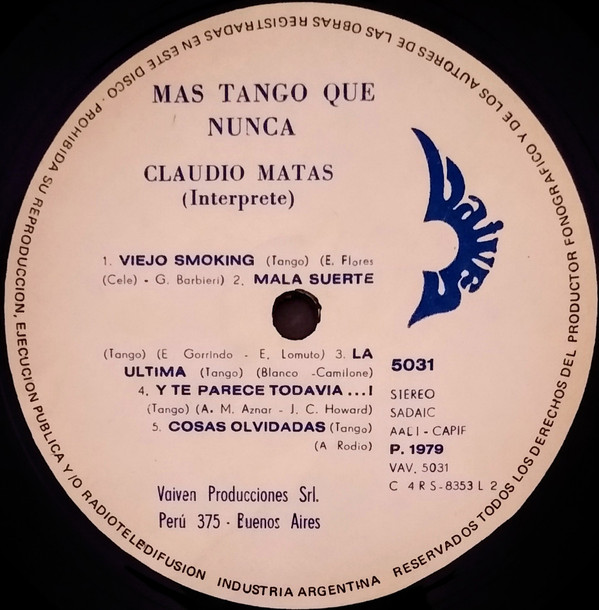 MAS TANGO QUE
NUNCA
CLAUDIO MATAS
(Interprete)
Vaiven
1. VIEJO SMOKING (Tango) (E. Flores
(Cele) - G. Barbieri) 2. MALA SUERTE
(Tango) (E Gorrindo - E. Lomuto) 3. LA
ULTIMA (Tango) (Blanco -Camilone)
4. Y TE PARECE TODAVIA ...!
(Tango) (A. M. Aznar - J. C. Howard)
5. COSAS OLVIDADAS (Tango)
(A Rodio)
5031
STEREO
SADAIC
AADI - CAPIF
P. 1979
VAV. 5031
C 4RS-8353 L 2
Vaiven Producciones Srl.
Perú 375 - Buenos Aires
INDUSTRIA ARGENTINA RESERVADOS TODOS LOS DERECHOS DEL PRODUCTOR FONOGRAFICO Y DE LOS AUTORES DE LAS OBRAS REGISTRADAS EN ESTE DISCO · PROHIBIDA SU REPRODUCCION, EJECUCION PUBLICA Y/O RADIOTELEDIFUSION